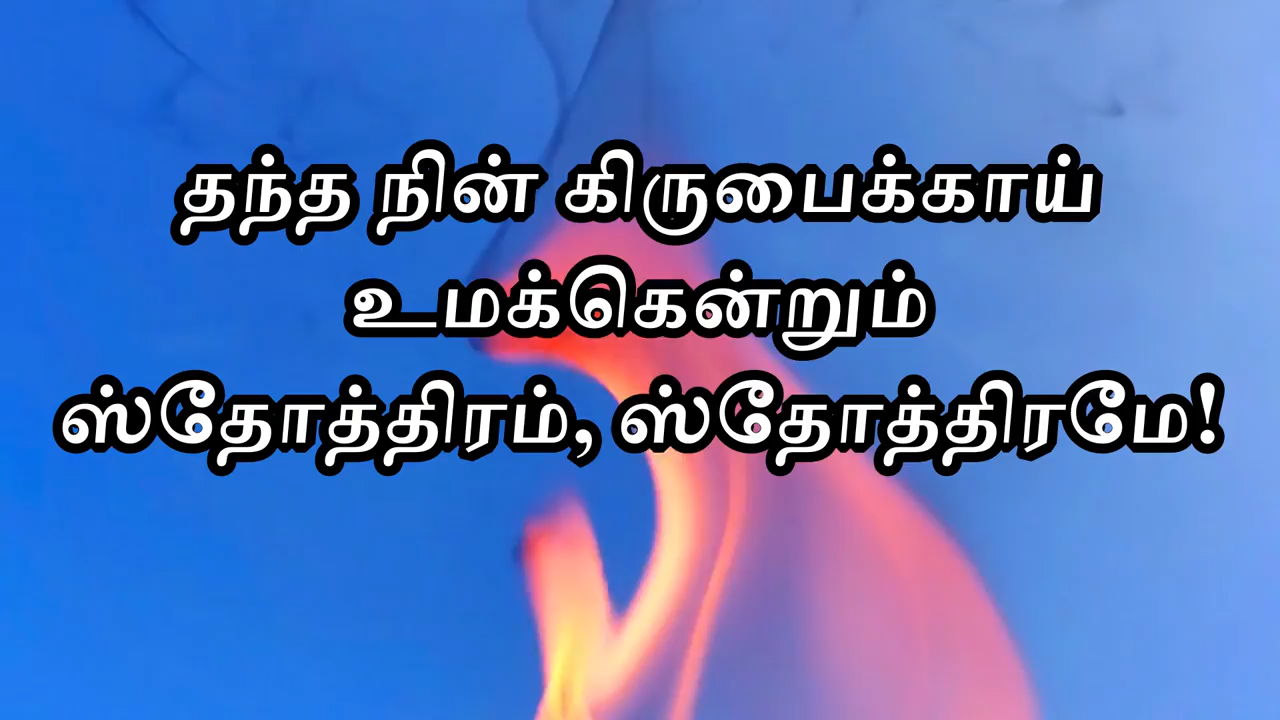 தந்த நின் கிருபைக்காய்
உமக்கென்றும்
ஸ்தோத்திரம், ஸ்தோத்திரமே!